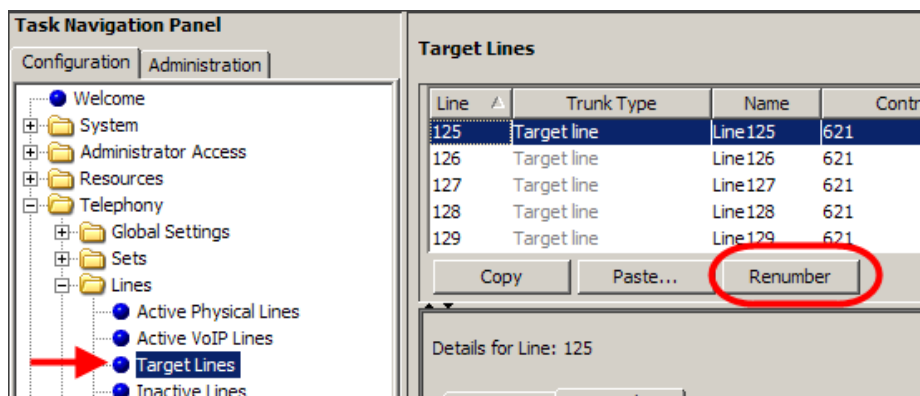 Task Navigation Panel
Configuration
Administration
Welcome
System
Administrator Access
Resources
Telephony
Global Settings
Sets
Lines
Active Physical Lines
Active VoIP Lines
Target Lines
Inactive Lines
Target Lines
Line Trunk Type Name Contr
125 Target line Line125 621
126 Target line Line126 621
127 Target line Line127 621
128 Target line Line128 621
129 Target line Line129 621
Copy Paste... Renumber
Details for Line: 125